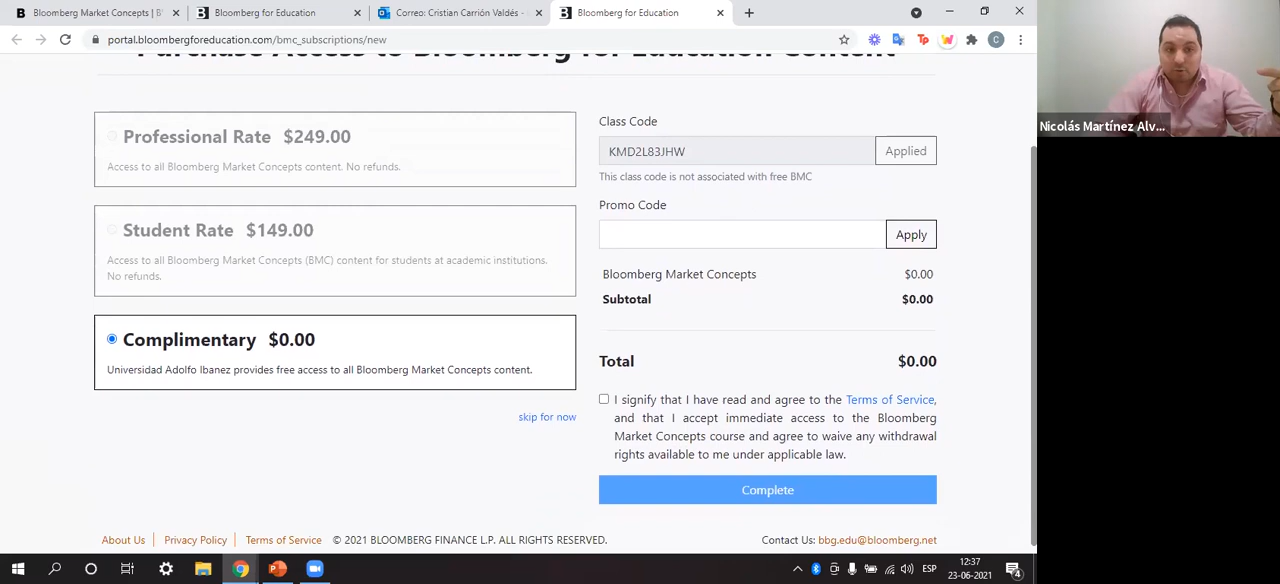 Bloomberg Market Concepts | B
Bloomberg for Education
Correo: Cristian Carrión Valdés -
Bloomberg for Education
portal.bloombergforeducation.com/bmc_subscriptions/new
Purchase Access to Bloomberg for Education Content
Professional Rate $249.00
Access to all Bloomberg Market Concepts content. No refunds.
Student Rate $149.00
Access to all Bloomberg Market Concepts (BMC) content for students at academic institutions.
No refunds.
Complimentary $0.00
Universidad Adolfo Ibanez provides free access to all Bloomberg Market Concepts content.
skip for now
Class Code
KMD2L83JHW Applied
This class code is not associated with free BMC
Promo Code
Apply
Bloomberg Market Concepts $0.00
Subtotal $0.00
Total $0.00
I signify that I have read and agree to the Terms of Service,
and that I accept immediate access to the Bloomberg
Market Concepts course and agree to waive any withdrawal
rights available to me under applicable law.
Complete
About Us Privacy Policy Terms of Service © 2021 BLOOMBERG FINANCE L.P. ALL RIGHTS RESERVED. Contact Us: bbg.edu@bloomberg.net
Nicolás Martínez Alv...
ESP
12:37
23-06-2021
4